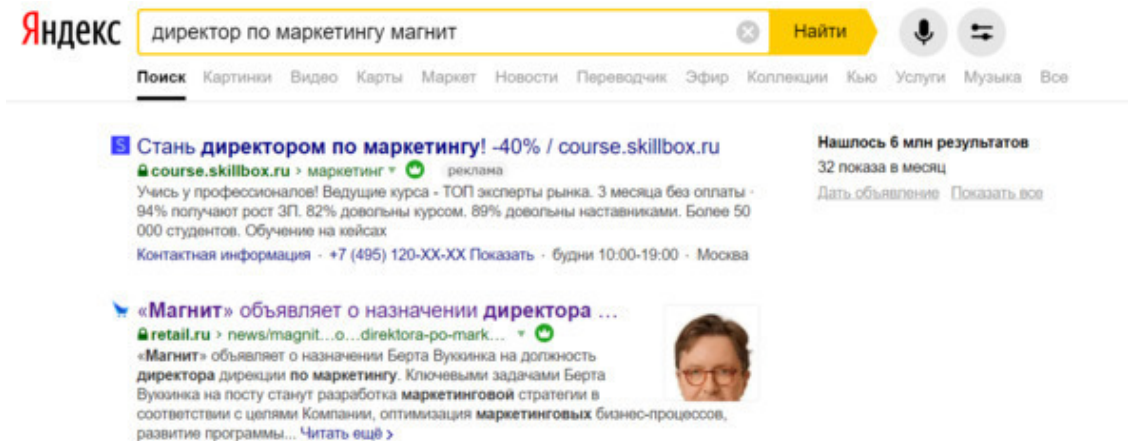 Яндекс директор по маркетингу магнит Найти
Поиск Картинки Видео Карты Маркет Новости Переводчик Эфир Коллекции Кью Услуги Музыка Все
S Стань директором по маркетингу! -40% / course.skillbox.ru
course.skillbox.ru › маркетинг реклама
Учись у профессионалов! Ведущие курса - ТОП эксперты рынка. 3 месяца без оплаты ·
94% получают рост ЗП. 82% довольны курсом. 89% довольны наставниками. Более 50
000 студентов. Обучение на кейсах
Контактная информация · +7 (495) 120-XX-XX Показать · будни 10:00-19:00 · Москва
Нашлось 6 млн результатов
32 показа в месяц
Дать объявление Показать все
«Магнит» объявляет о назначении директора ...
retail.ru › news/magnit...o...direktora-po-mark...
«Магнит» объявляет о назначении Берта Вуккинка на должность
директора дирекции по маркетингу. Ключевыми задачами Берта
Вуккинка на посту станут разработка маркетинговой стратегии в
соответствии с целями Компании, оптимизация маркетинговых бизнес-процессов,
развитие программы... Читать ещё ›